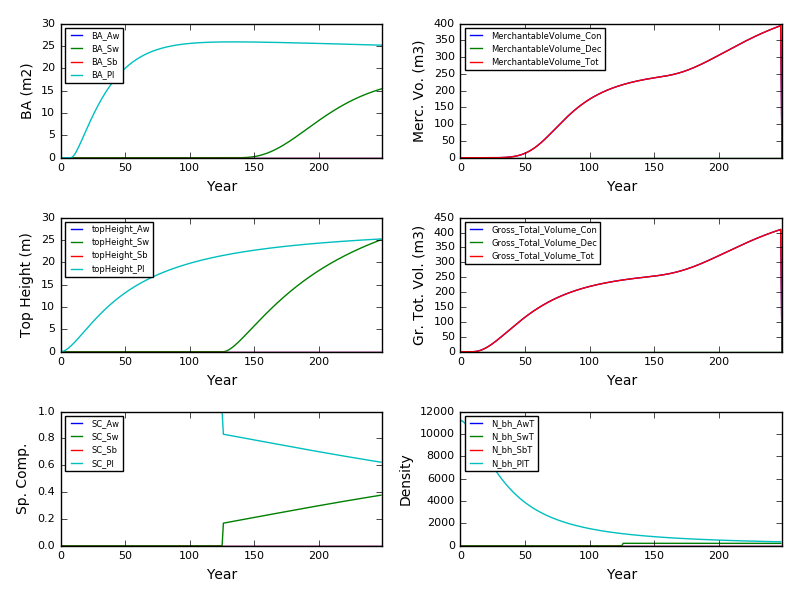 BA (m2)
30
25
20
15
10
5
0
BA_Aw
BA_Sw
BA_Sb
BA_Pl
0 50 100 150 200
Year
Merc. Vo. (m3)
400
350
300
250
200
150
100
50
0
MerchantableVolume_Con
MerchantableVolume_Dec
MerchantableVolume_Tot
0 50 100 150 200
Year
Top Height (m)
30
25
20
15
10
5
0
topHeight_Aw
topHeight_Sw
topHeight_Sb
topHeight_Pl
0 50 100 150 200
Year
Gr. Tot. Vol. (m3)
450
400
350
300
250
200
150
100
50
0
Gross_Total_Volume_Con
Gross_Total_Volume_Dec
Gross_Total_Volume_Tot
0 50 100 150 200
Year
Sp. Comp.
1.0
0.8
0.6
0.4
0.2
0.0
SC_Aw
SC_Sw
SC_Sb
SC_Pl
0 50 100 150 200
Year
Density
12000
10000
8000
6000
4000
2000
0
N_bh_AwT
N_bh_SwT
N_bh_SbT
N_bh_PlT
0 50 100 150 200
Year